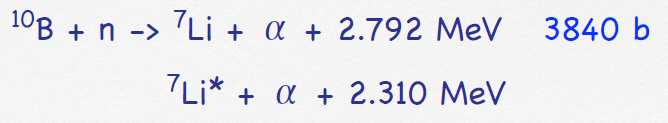 ¹⁰B + n -> ⁷Li + α + 2.792 MeV 3840 b
⁷Li* + α + 2.310 MeV